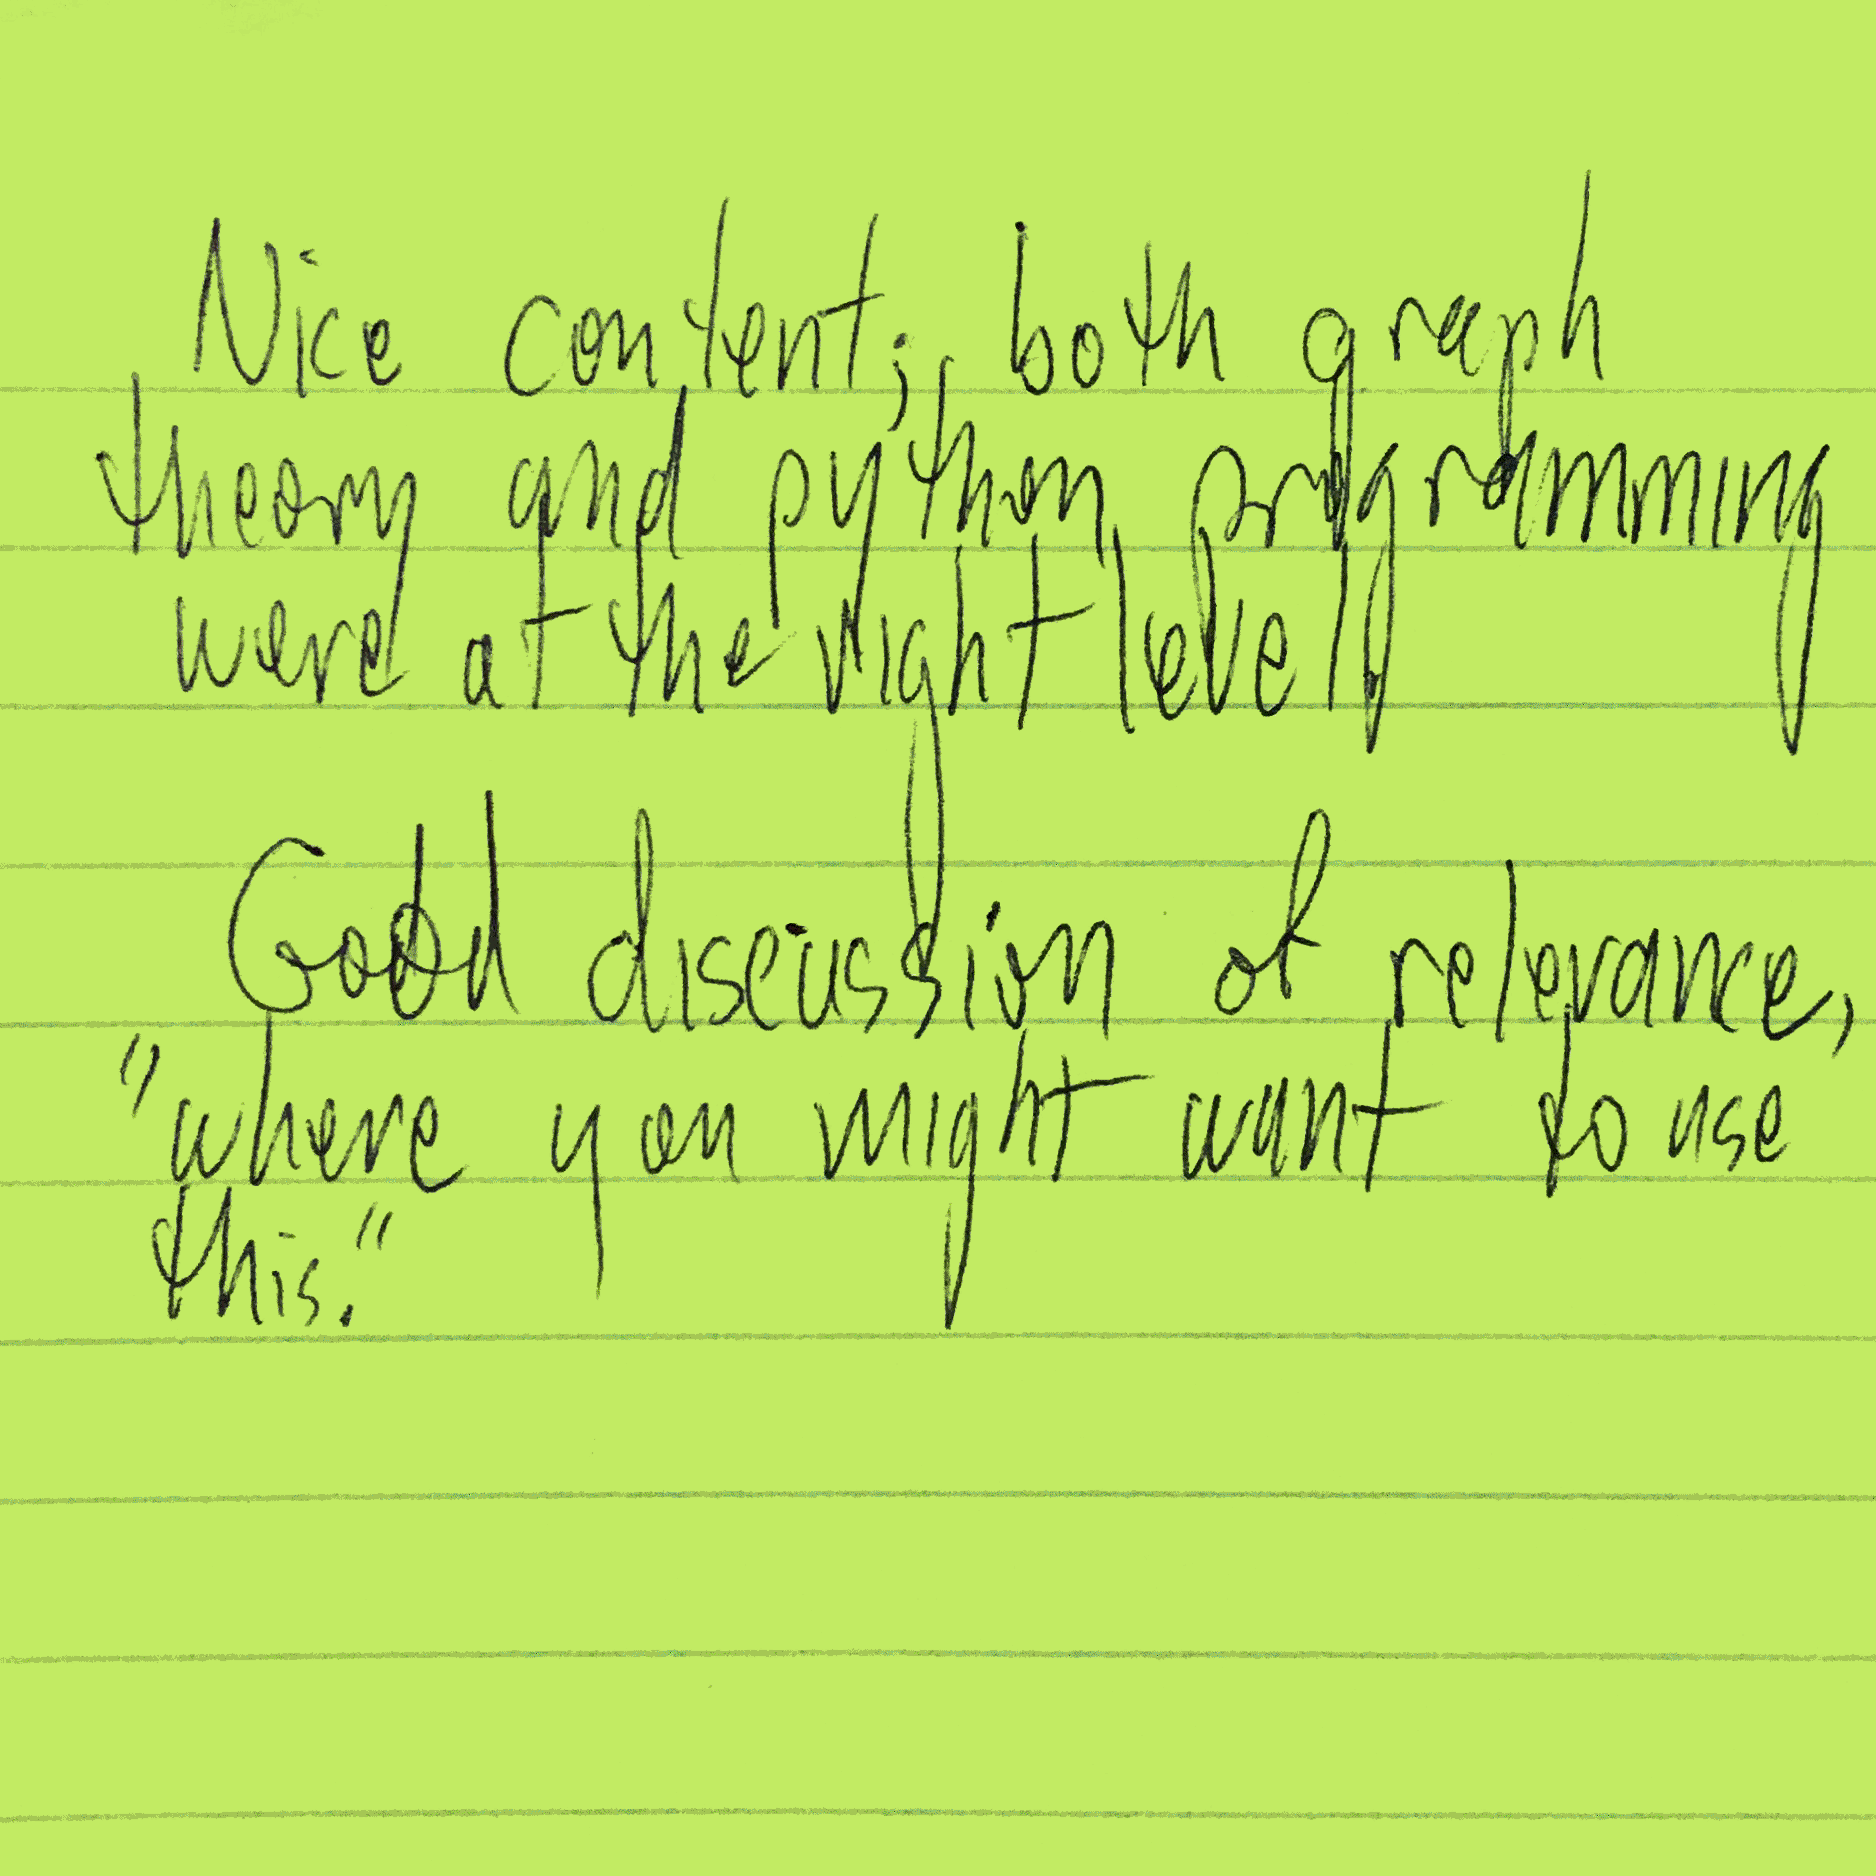 Nice content; both graph
theory and python programming
were at the right level
Good discussion of relevance,
"where you might want to use
this."